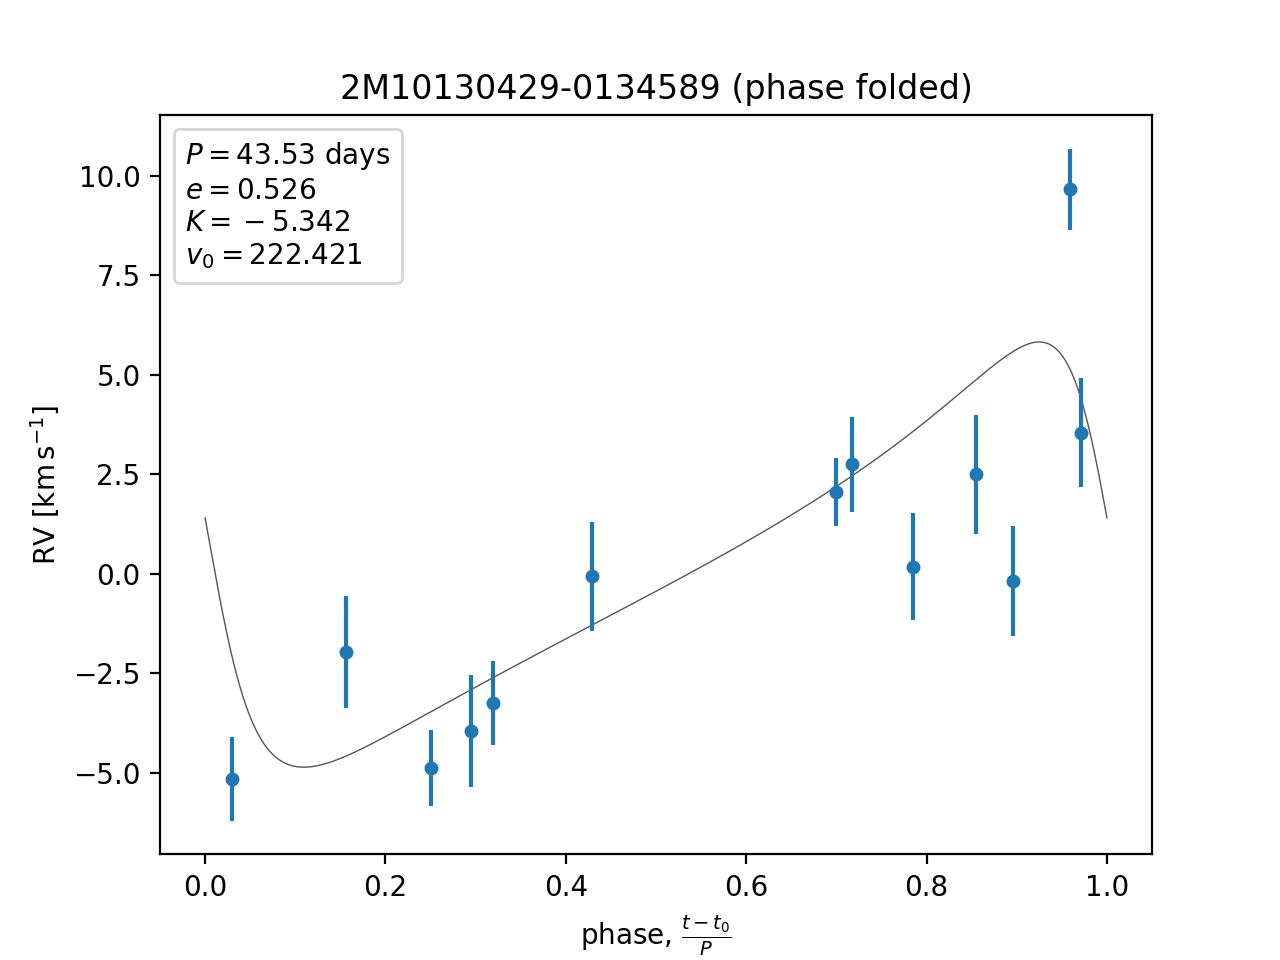 2M10130429-0134589 (phase folded)
P = 43.53 days
e = 0.526
K = −5.342
v₀ = 222.421
10.0
7.5
5.0
2.5
0.0
−2.5
−5.0
RV [km s⁻¹]
0.0 0.2 0.4 0.6 0.8 1.0
phase, (t − t₀)/P